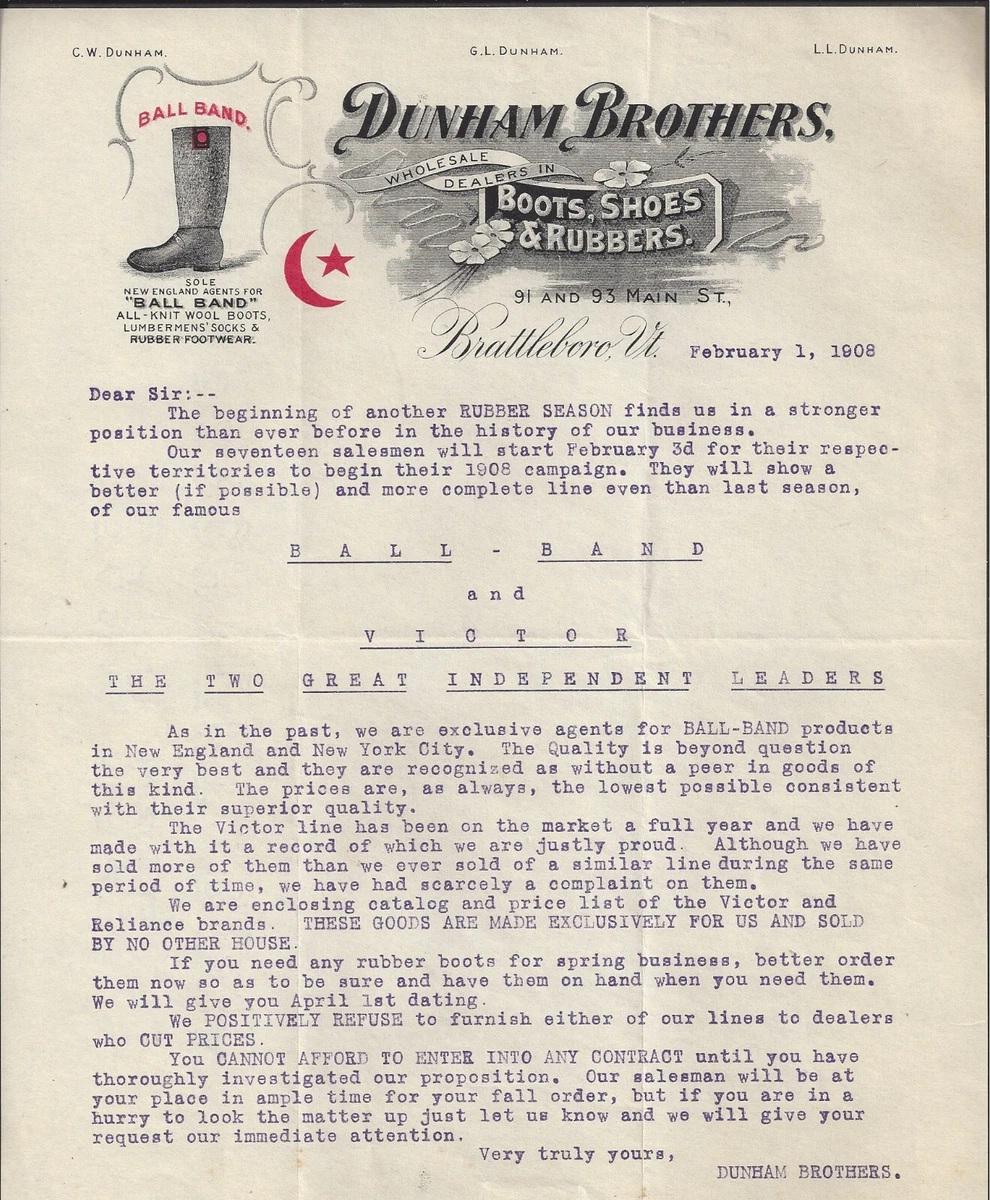 C.W. DUNHAM.
G.L. DUNHAM.
L.L. DUNHAM.
BALL BAND.
DUNHAM BROTHERS,
WHOLESALE
DEALERS IN
BOOTS, SHOES
& RUBBERS.
SOLE
NEW ENGLAND AGENTS FOR
"BALL BAND"
ALL-KNIT WOOL BOOTS,
LUMBERMENS' SOCKS &
RUBBER FOOTWEAR.
91 AND 93 MAIN ST.,
Brattleboro, Vt. February 1, 1908
Dear Sir:--
The beginning of another RUBBER SEASON finds us in a stronger
position than ever before in the history of our business.
Our seventeen salesmen will start February 3d for their respec-
tive territories to begin their 1908 campaign. They will show a
better (if possible) and more complete line even than last season,
of our famous
B A L L - B A N D
a n d
V I C T O R
T H E T W O G R E A T I N D E P E N D E N T L E A D E R S
As in the past, we are exclusive agents for BALL-BAND products
in New England and New York City. The Quality is beyond question
the very best and they are recognized as without a peer in goods of
this kind. The prices are, as always, the lowest possible consistent
with their superior quality.
The Victor line has been on the market a full year and we have
made with it a record of which we are justly proud. Although we have
sold more of them than we ever sold of a similar line during the same
period of time, we have had scarcely a complaint on them.
We are enclosing catalog and price list of the Victor and
Reliance brands. THESE GOODS ARE MADE EXCLUSIVELY FOR US AND SOLD
BY NO OTHER HOUSE.
If you need any rubber boots for spring business, better order
them now so as to be sure and have them on hand when you need them.
We will give you April 1st dating.
We POSITIVELY REFUSE to furnish either of our lines to dealers
who CUT PRICES.
You CANNOT AFFORD TO ENTER INTO ANY CONTRACT until you have
thoroughly investigated our proposition. Our salesman will be at
your place in ample time for your fall order, but if you are in a
hurry to look the matter up just let us know and we will give your
request our immediate attention.
Very truly yours,
DUNHAM BROTHERS.